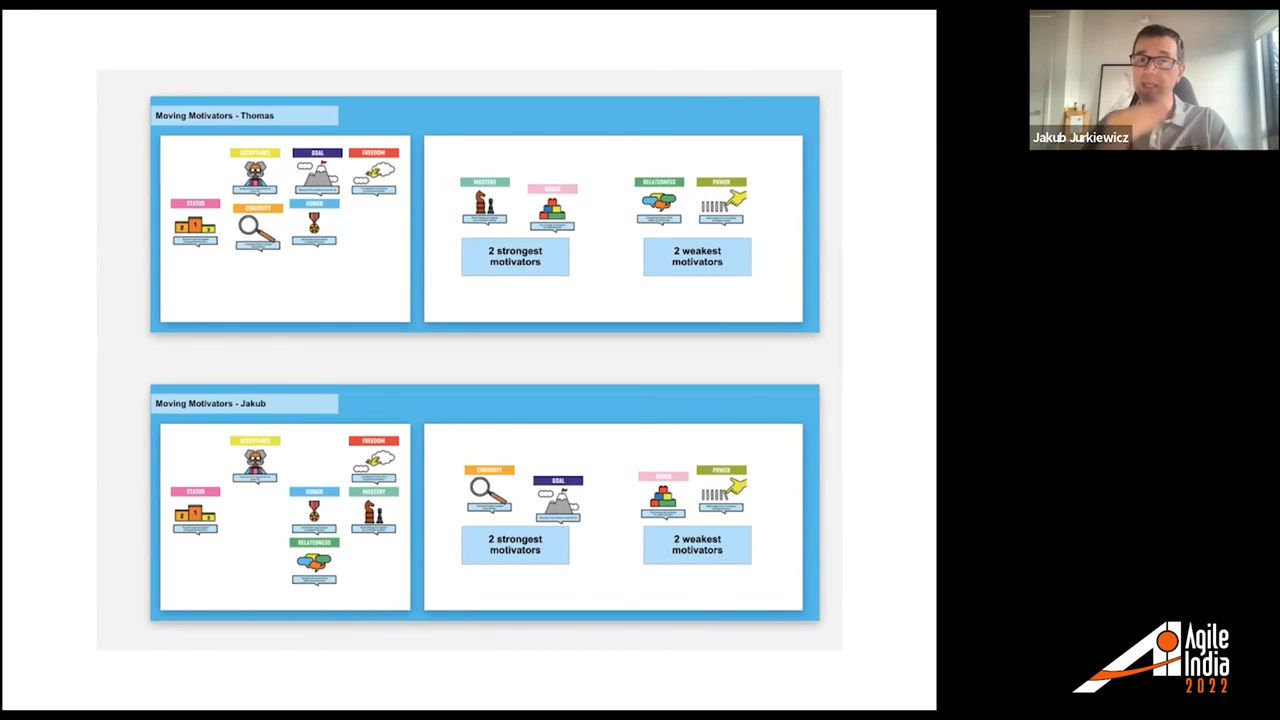 Moving Motivators - Thomas
ACCEPTANCE
GOAL
FREEDOM
STATUS
CURIOSITY
HONOR
MASTERY
ORDER
RELATEDNESS
POWER
2 strongest
motivators
2 weakest
motivators
Moving Motivators - Jakub
ACCEPTANCE
FREEDOM
STATUS
HONOR
MASTERY
RELATEDNESS
CURIOSITY
GOAL
ORDER
POWER
2 strongest
motivators
2 weakest
motivators
Jakub Jurkiewicz
Agile
India
2022